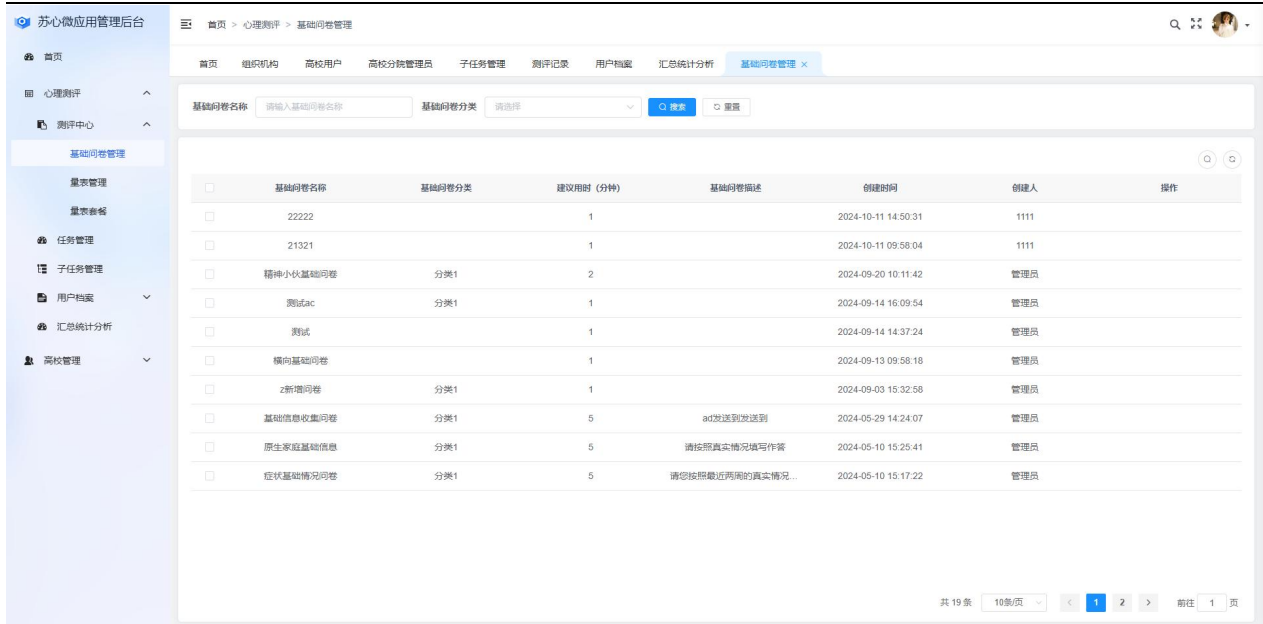 苏心微应用管理后台
首页 > 心理测评 > 基础问卷管理
首页
心理测评
测评中心
基础问卷管理
量表管理
量表套餐
任务管理
子任务管理
用户档案
汇总统计分析
高校管理
首页 组织机构 高校用户 高校分院管理员 子任务管理 测评记录 用户档案 汇总统计分析 基础问卷管理 ×
基础问卷名称 请输入基础问卷名称 基础问卷分类 请选择 搜索 重置
基础问卷名称 基础问卷分类 建议用时（分钟） 基础问卷描述 创建时间 创建人 操作
22222 1 2024-10-11 14:50:31 1111
21321 1 2024-10-11 09:58:04 1111
精神小伙基础问卷 分类1 2 2024-09-20 10:11:42 管理员
测试ac 分类1 1 2024-09-14 16:09:54 管理员
测试 1 2024-09-14 14:37:24 管理员
横向基础问卷 1 2024-09-13 09:58:18 管理员
z新增问卷 分类1 1 2024-09-03 15:32:58 管理员
基础信息收集问卷 分类1 5 ad发送到发送到 2024-05-29 14:24:07 管理员
原生家庭基础信息 分类1 5 请按照真实情况填写作答 2024-05-10 15:25:41 管理员
症状基础情况问卷 分类1 5 请您按照最近两周的真实情况... 2024-05-10 15:17:22 管理员
共 19 条 10条/页 < 1 2 > 前往 1 页